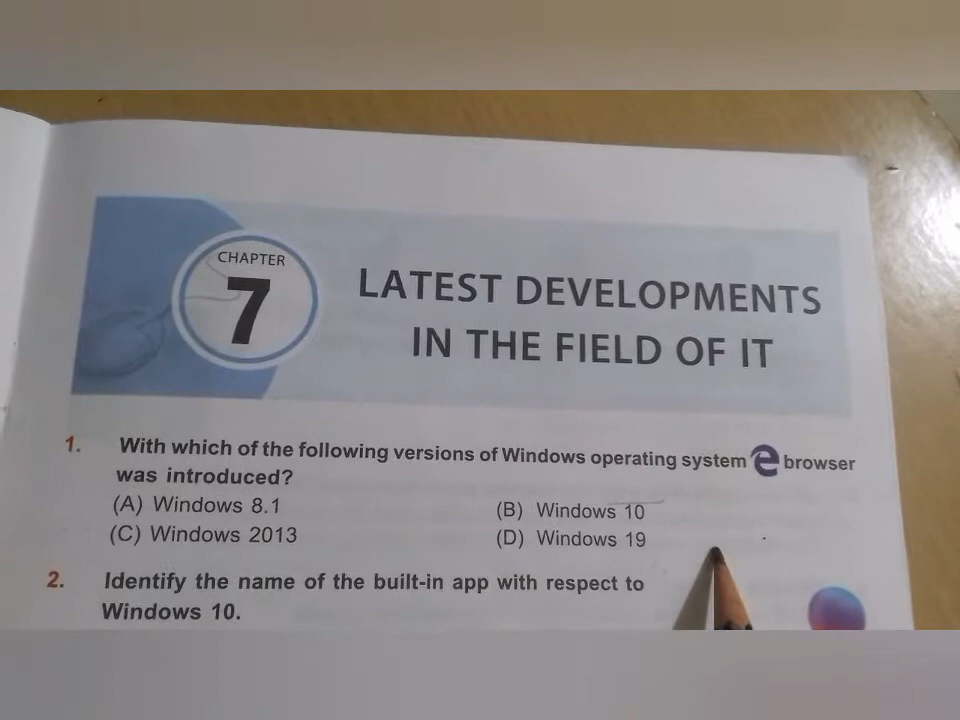 CHAPTER
7
LATEST DEVELOPMENTS
IN THE FIELD OF IT
1. With which of the following versions of Windows operating system browser
was introduced?
(A) Windows 8.1 (B) Windows 10
(C) Windows 2013 (D) Windows 19
2. Identify the name of the built-in app with respect to
Windows 10.